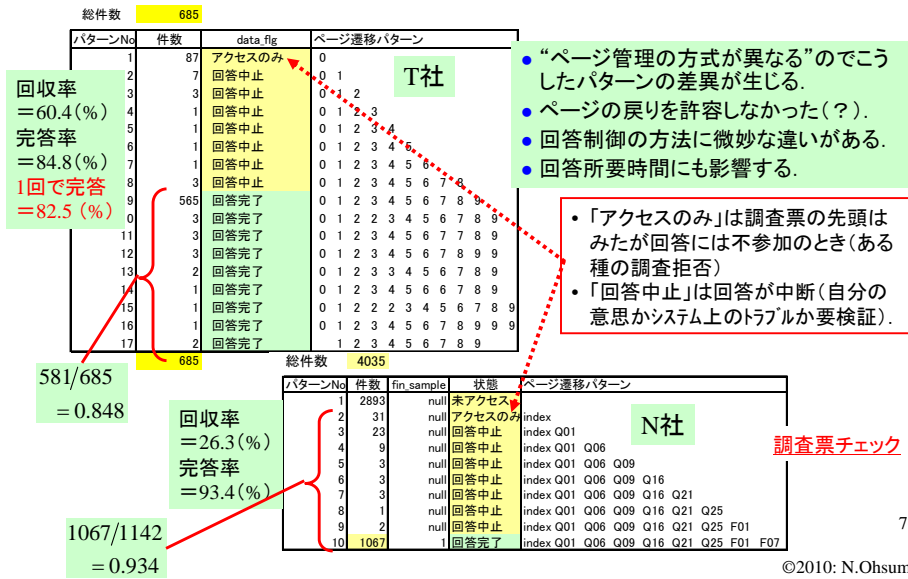 総件数 685
パターンNo 件数 data_flg ページ遷移パターン
1 87 アクセスのみ 0
2 7 回答中止 0 1
3 3 回答中止 0 1 2
4 1 回答中止 0 1 2 3
5 1 回答中止 0 1 2 3 4
6 1 回答中止 0 1 2 3 4 5
7 1 回答中止 0 1 2 3 4 5 6
8 3 回答中止 0 1 2 3 4 5 6 7 8
9 565 回答完了 0 1 2 3 4 5 6 7 8 9
0 3 回答完了 0 1 2 2 3 4 5 6 7 8 9
11 3 回答完了 0 1 2 3 4 5 6 7 7 8 9
12 3 回答完了 0 1 2 3 4 5 6 7 8 9 9
13 2 回答完了 0 1 2 3 3 4 5 6 7 8 9
14 1 回答完了 0 1 2 3 4 5 6 6 7 8 9
15 1 回答完了 0 1 2 2 2 3 4 5 6 7 8 9
16 1 回答完了 0 1 2 3 4 5 6 7 8 9 9 9
17 2 回答完了 1 2 3 4 5 6 7 8 9
685
T社
回収率
=60.4(%)
完答率
=84.8(%)
1回で完答
=82.5 (%)
581/685
= 0.848
● “ページ管理の方式が異なる”のでこう
したパターンの差異が生じる.
● ページの戻りを許容しなかった(?).
● 回答制御の方法に微妙な違いがある.
● 回答所要時間にも影響する.
• 「アクセスのみ」は調査票の先頭は
みたが回答には不参加のとき(ある
種の調査拒否)
• 「回答中止」は回答が中断(自分の
意思かシステム上のトラブルか要検証).
総件数 4035
パターンNo 件数 fin_sample 状態 ページ遷移パターン
1 2893 null 未アクセス
2 31 null アクセスのみ index
3 23 null 回答中止 index Q01
4 9 null 回答中止 index Q01 Q06
5 3 null 回答中止 index Q01 Q06 Q09
6 3 null 回答中止 index Q01 Q06 Q09 Q16
7 3 null 回答中止 index Q01 Q06 Q09 Q16 Q21
8 1 null 回答中止 index Q01 Q06 Q09 Q16 Q21 Q25
9 2 null 回答中止 index Q01 Q06 Q09 Q16 Q21 Q25 F01
10 1067 1 回答完了 index Q01 Q06 Q09 Q16 Q21 Q25 F01 F07
N社
回収率
=26.3(%)
完答率
=93.4(%)
1067/1142
= 0.934
調査票チェック
7
©2010: N.Ohsum